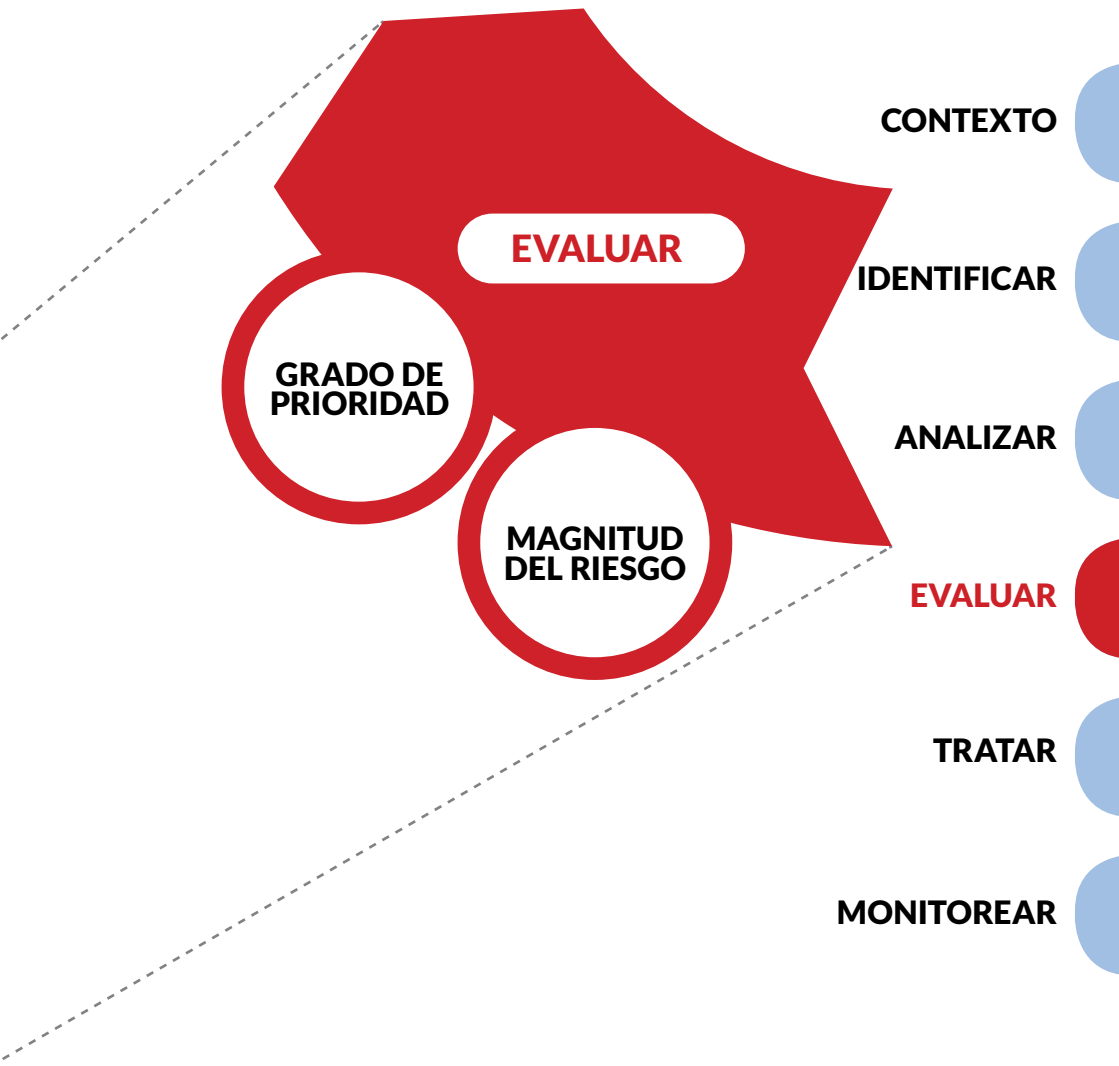 EVALUAR
GRADO DE
PRIORIDAD
MAGNITUD
DEL RIESGO
CONTEXTO
IDENTIFICAR
ANALIZAR
EVALUAR
TRATAR
MONITOREAR